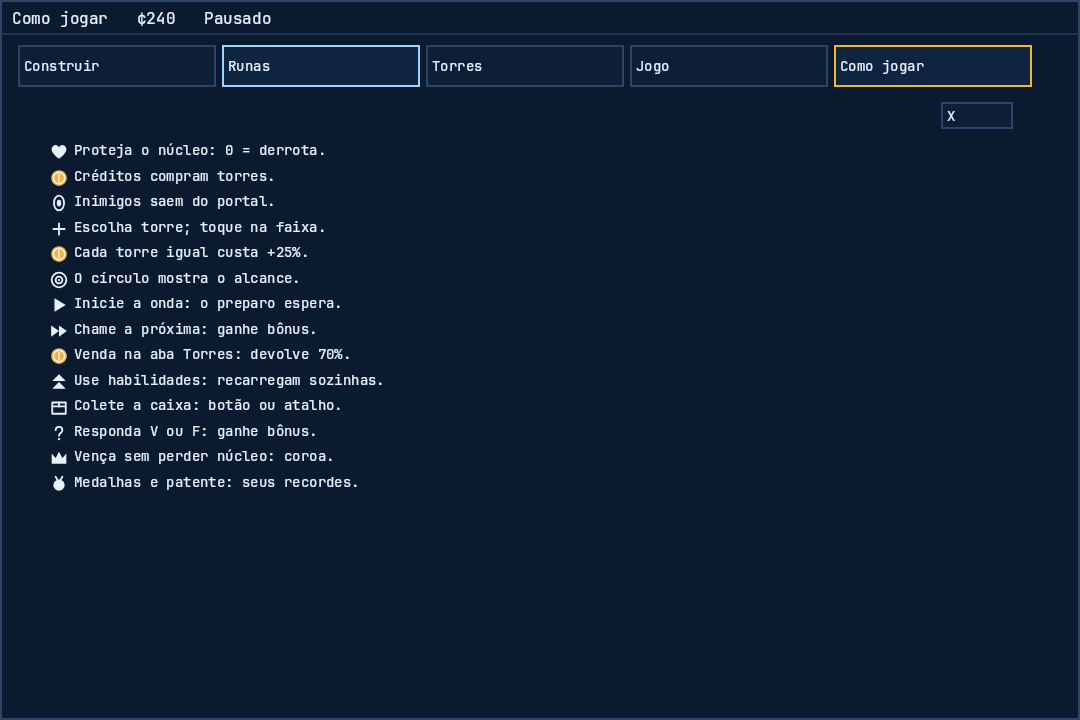 Como jogar ¢240 Pausado
Construir Runas Torres Jogo Como jogar
X
Proteja o núcleo: 0 = derrota.
Créditos compram torres.
Inimigos saem do portal.
Escolha torre; toque na faixa.
Cada torre igual custa +25%.
O círculo mostra o alcance.
Inicie a onda: o preparo espera.
Chame a próxima: ganhe bônus.
Venda na aba Torres: devolve 70%.
Use habilidades: recarregam sozinhas.
Colete a caixa: botão ou atalho.
? Responda V ou F: ganhe bônus.
Vença sem perder núcleo: coroa.
Medalhas e patente: seus recordes.